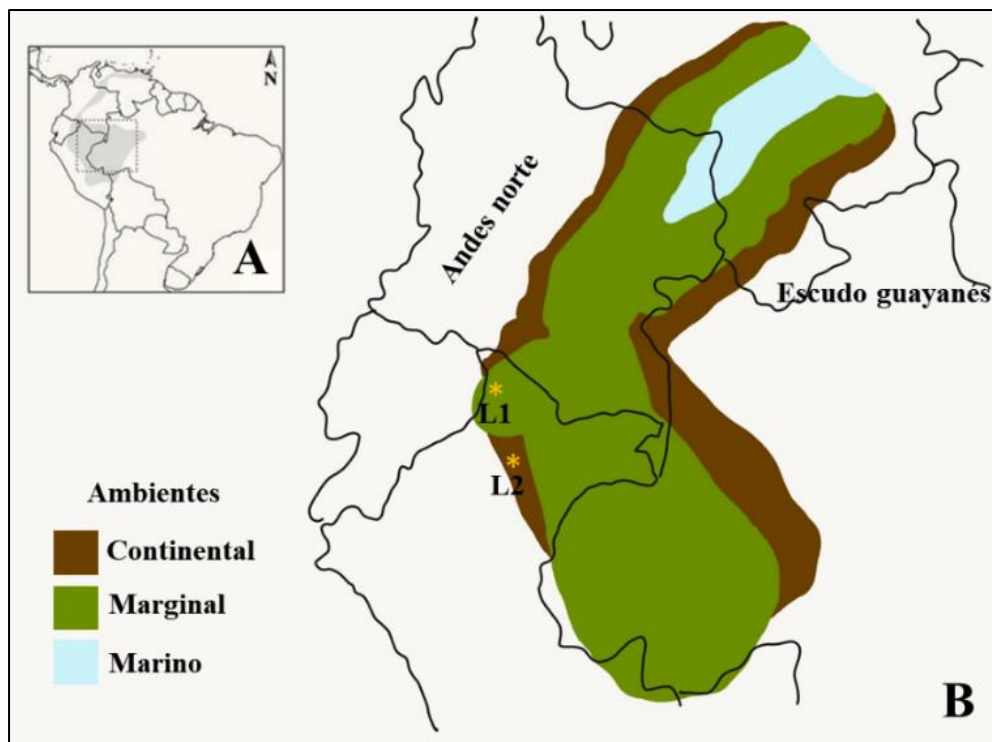 N
A
Andes norte
Escudo guayanés
L1
L2
Ambientes
Continental
Marginal
Marino
B